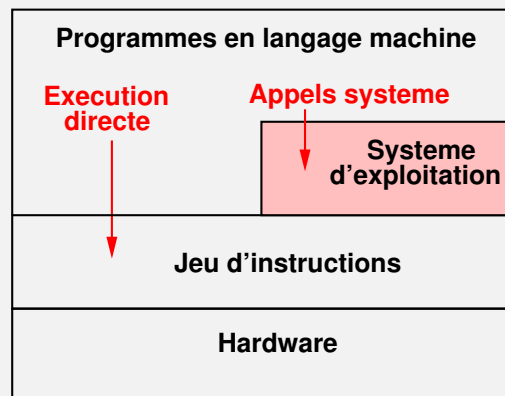 Programmes en langage machine
Execution
directe
Appels systeme
Systeme
d'exploitation
Jeu d'instructions
Hardware